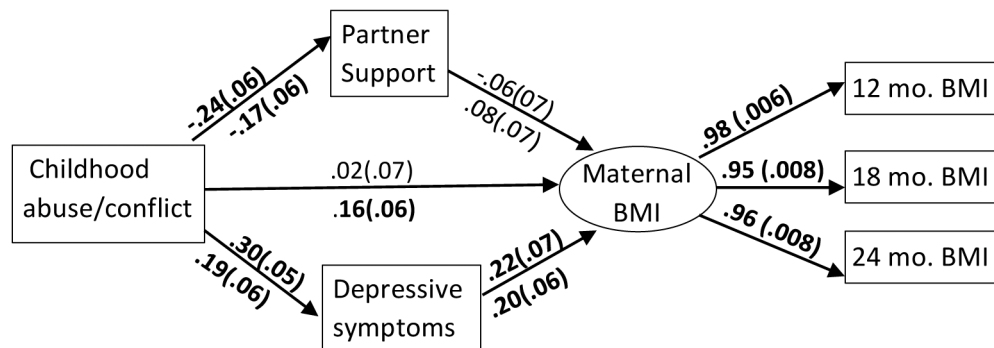 Partner
Support
-.24(.06)
-.17(.06)
-.06(07)
.08(.07)
12 mo. BMI
.98 (.006)
Childhood
abuse/conflict
.02(.07)
.16(.06)
Maternal
BMI
.95 (.008)
18 mo. BMI
.96 (.008)
.30(.05)
.19(.06)
.22(.07)
.20(.06)
24 mo. BMI
Depressive
symptoms